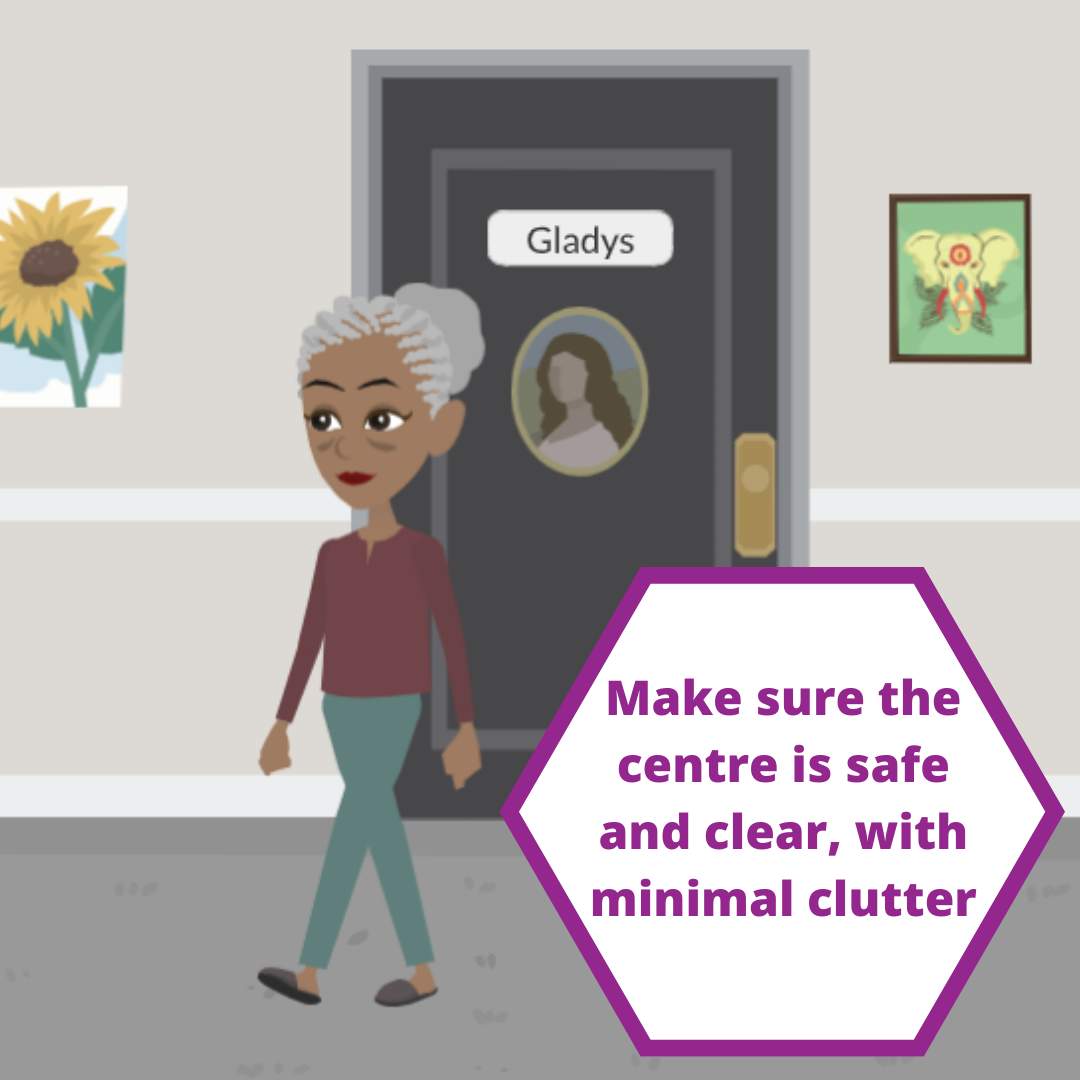 Gladys
Make sure the
centre is safe
and clear, with
minimal clutter